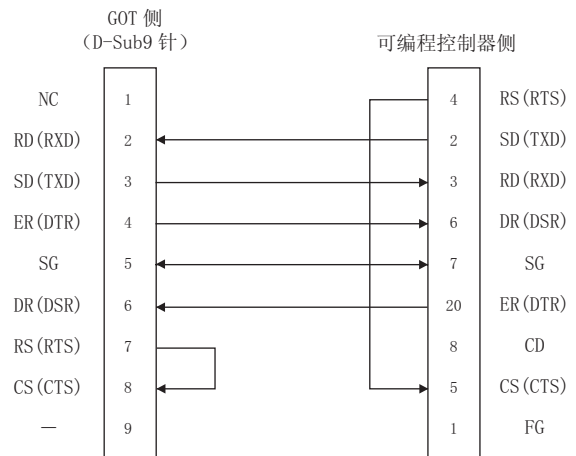 GOT 侧
（D-Sub9 针）
可编程控制器侧
NC 1 4 RS(RTS)
RD(RXD) 2 2 SD(TXD)
SD(TXD) 3 3 RD(RXD)
ER(DTR) 4 6 DR(DSR)
SG 5 7 SG
DR(DSR) 6 20 ER(DTR)
RS(RTS) 7 8 CD
CS(CTS) 8 5 CS(CTS)
— 9 1 FG